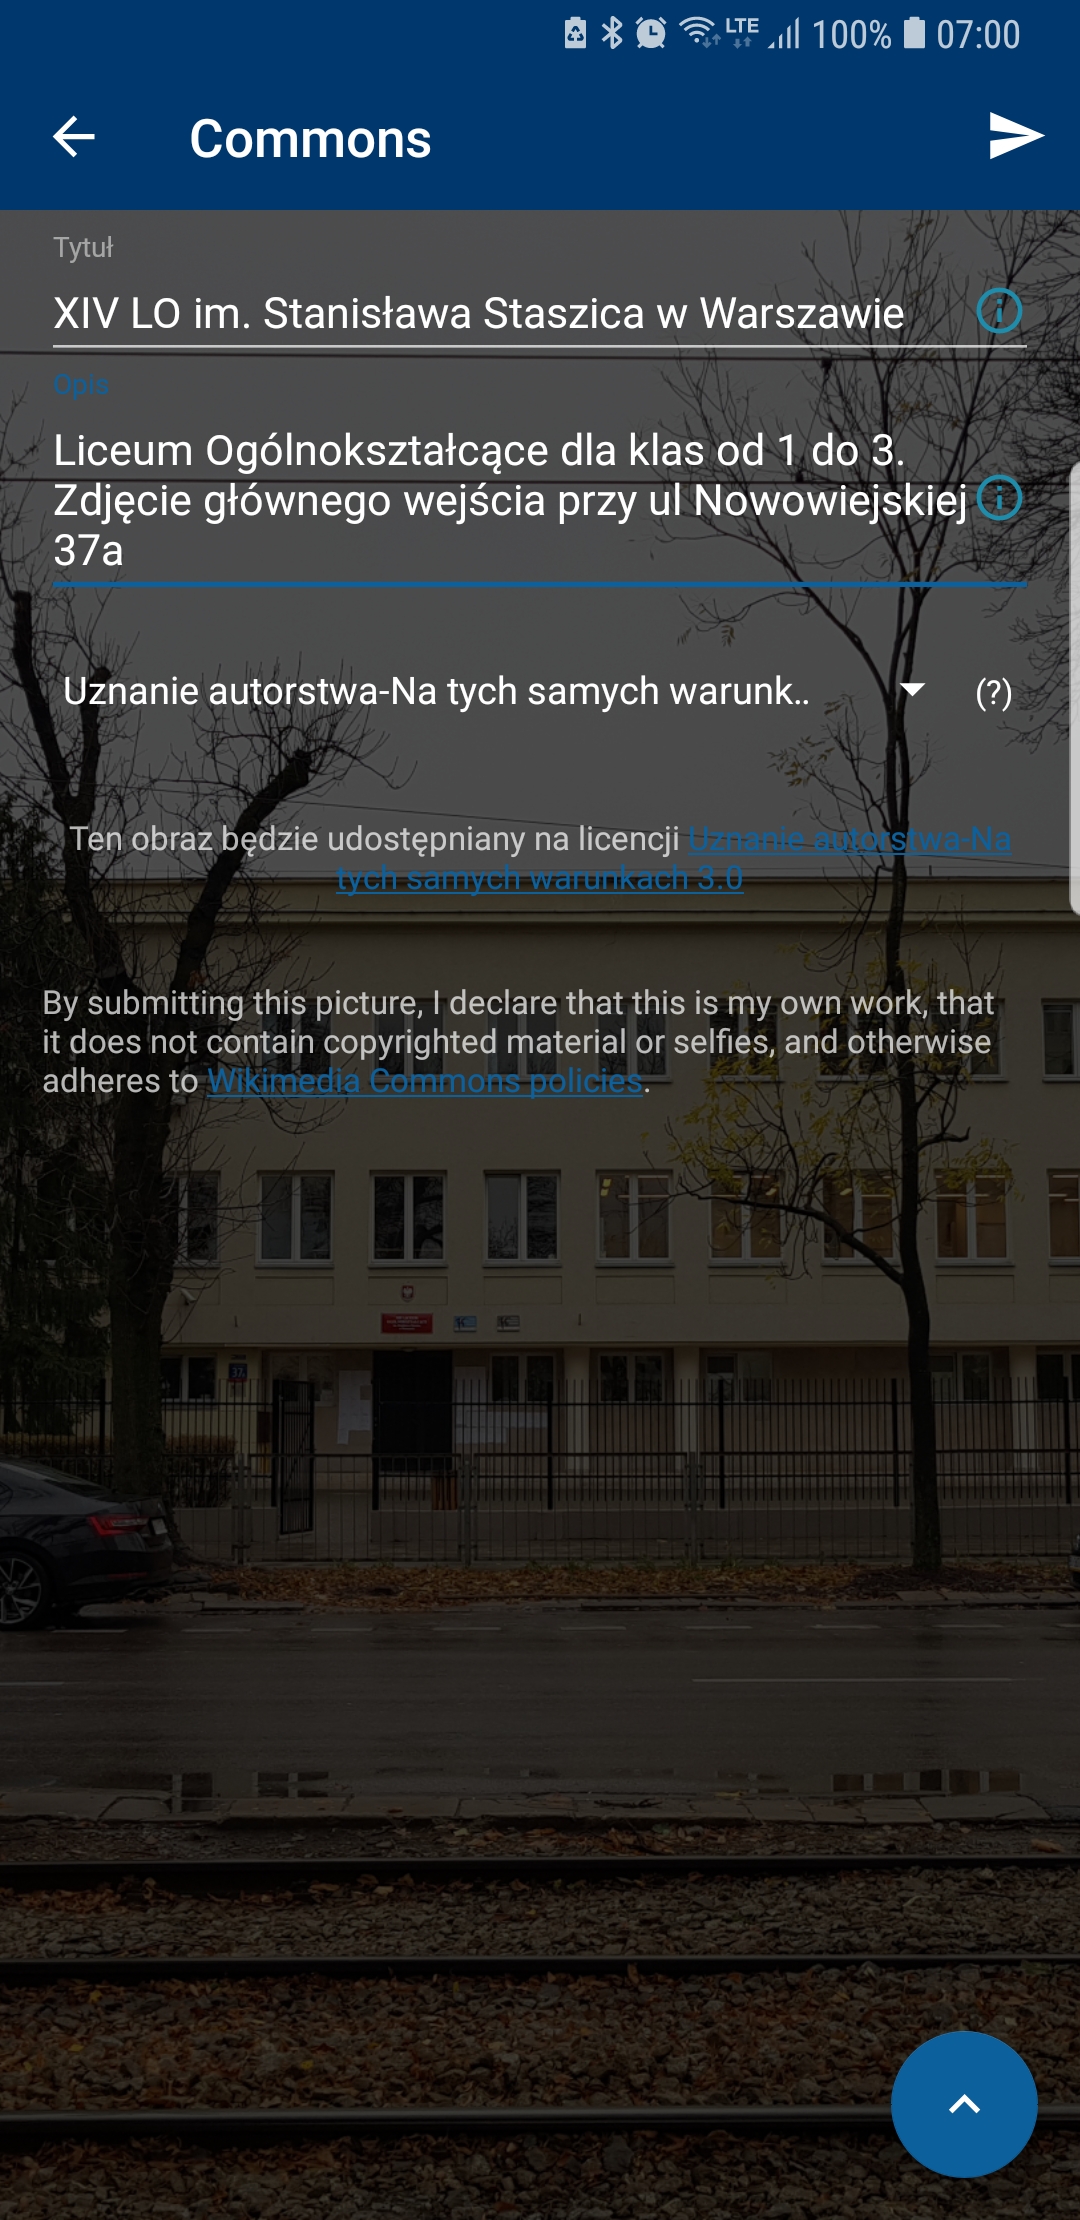 LTE 100% 07:00
Commons
Tytuł
XIV LO im. Stanisława Staszica w Warszawie
Opis
Liceum Ogólnokształcące dla klas od 1 do 3.
Zdjęcie głównego wejścia przy ul Nowowiejskiej
37a
Uznanie autorstwa-Na tych samych warunk..
(?)
Ten obraz będzie udostępniany na licencji Uznanie autorstwa-Na
tych samych warunkach 3.0
By submitting this picture, I declare that this is my own work, that
it does not contain copyrighted material or selfies, and otherwise
adheres to Wikimedia Commons policies.